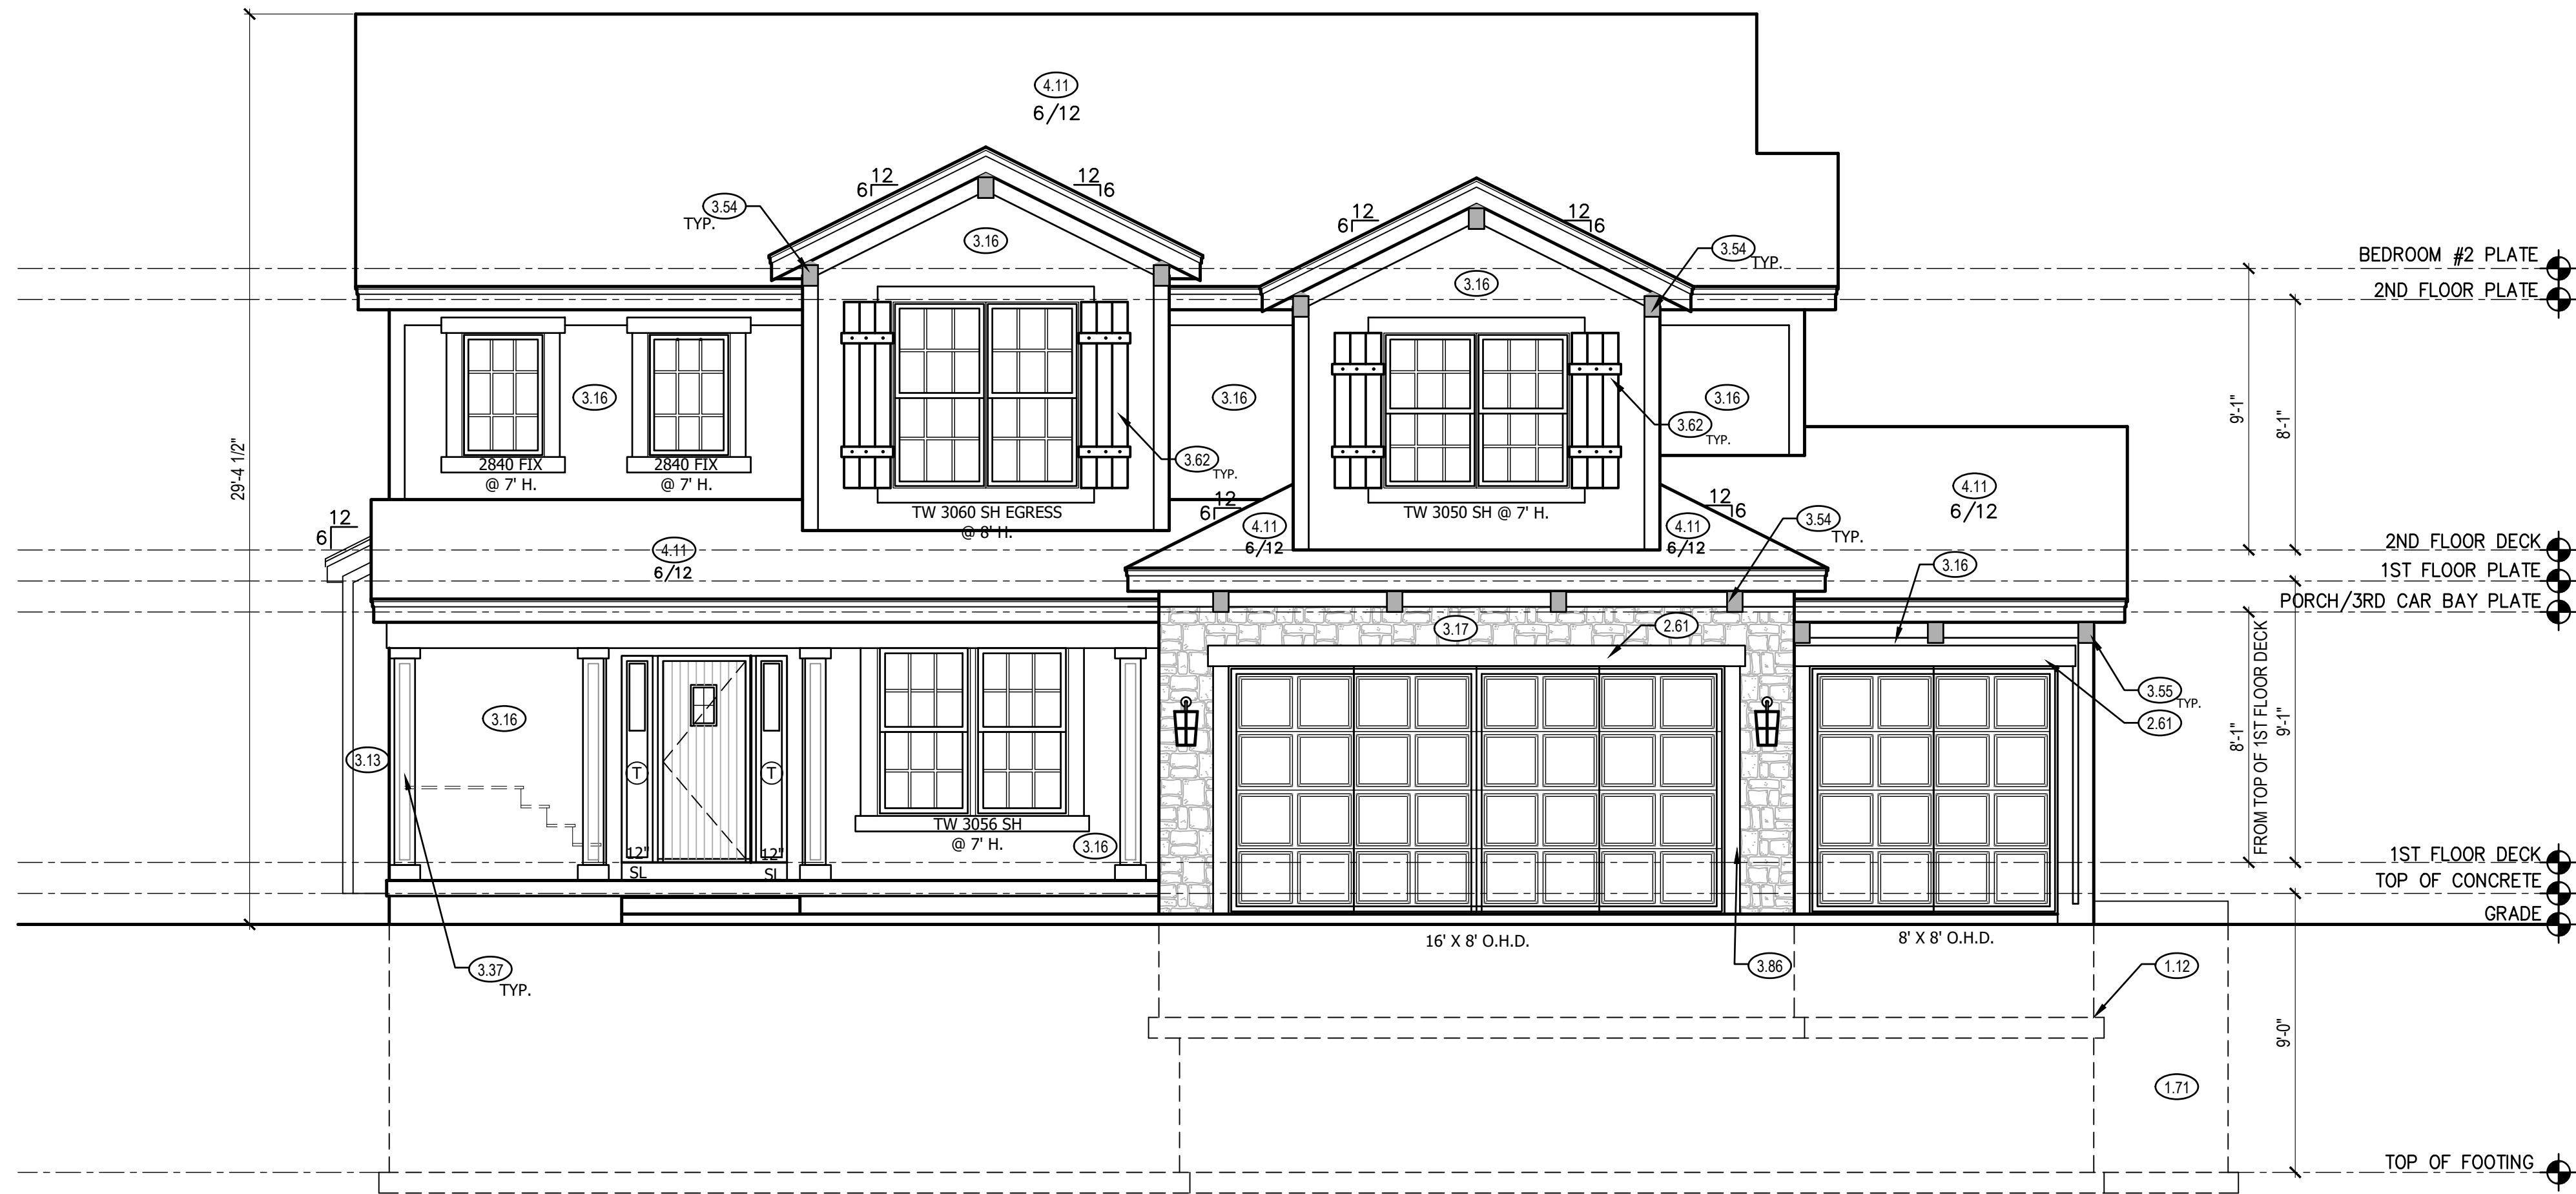 4.11
6/12
12
6
12
6
3.54
TYP.
3.16
12
6
12
6
3.54
TYP.
3.16
BEDROOM #2 PLATE
2ND FLOOR PLATE
29'-4 1/2"
3.16
3.16
3.16
3.62
TYP.
3.62
TYP.
9'-1"
8'-1"
2840 FIX
@ 7' H.
2840 FIX
@ 7' H.
TW 3060 SH EGRESS
@ 8' H.
TW 3050 SH @ 7' H.
12
6
12
6
12
6
4.11
6/12
4.11
6/12
4.11
6/12
4.11
6/12
3.54
TYP.
3.16
2ND FLOOR DECK
1ST FLOOR PLATE
PORCH/3RD CAR BAY PLATE
3.17
2.61
3.55
TYP.
2.61
3.16
3.13
T
T
12"
SL
12"
SL
TW 3056 SH
@ 7' H.
3.16
8'-1"
FROM TOP OF 1ST FLOOR DECK
9'-1"
1ST FLOOR DECK
TOP OF CONCRETE
GRADE
16' X 8' O.H.D.
8' X 8' O.H.D.
3.37
TYP.
3.86
1.12
9'-0"
1.71
TOP OF FOOTING